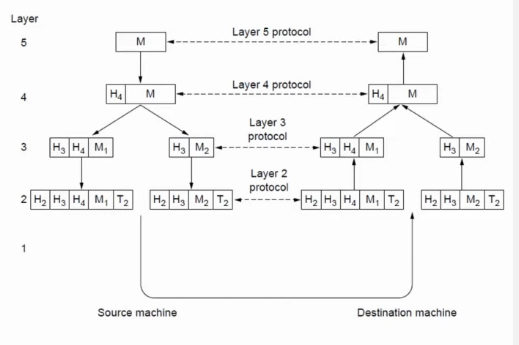 Layer
5 M Layer 5 protocol M
4 H4 M Layer 4 protocol H4 M
Layer 3
3 H3 H4 M1 H3 M2 protocol H3 H4 M1 H3 M2
Layer 2
protocol
2 H2 H3 H4 M1 T2 H2 H3 M2 T2 H2 H3 H4 M1 T2 H2 H3 M2 T2
1
Source machine Destination machine